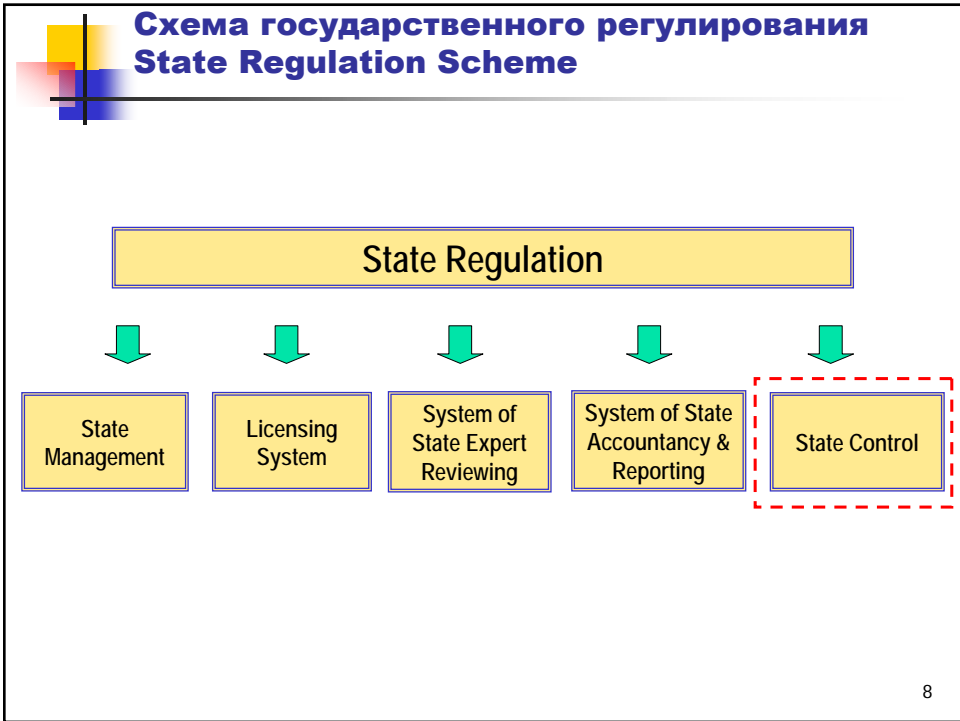 Схема государственного регулирования
State Regulation Scheme
State Regulation
State
Management
Licensing
System
System of
State Expert
Reviewing
System of State
Accountancy &
Reporting
State Control
8